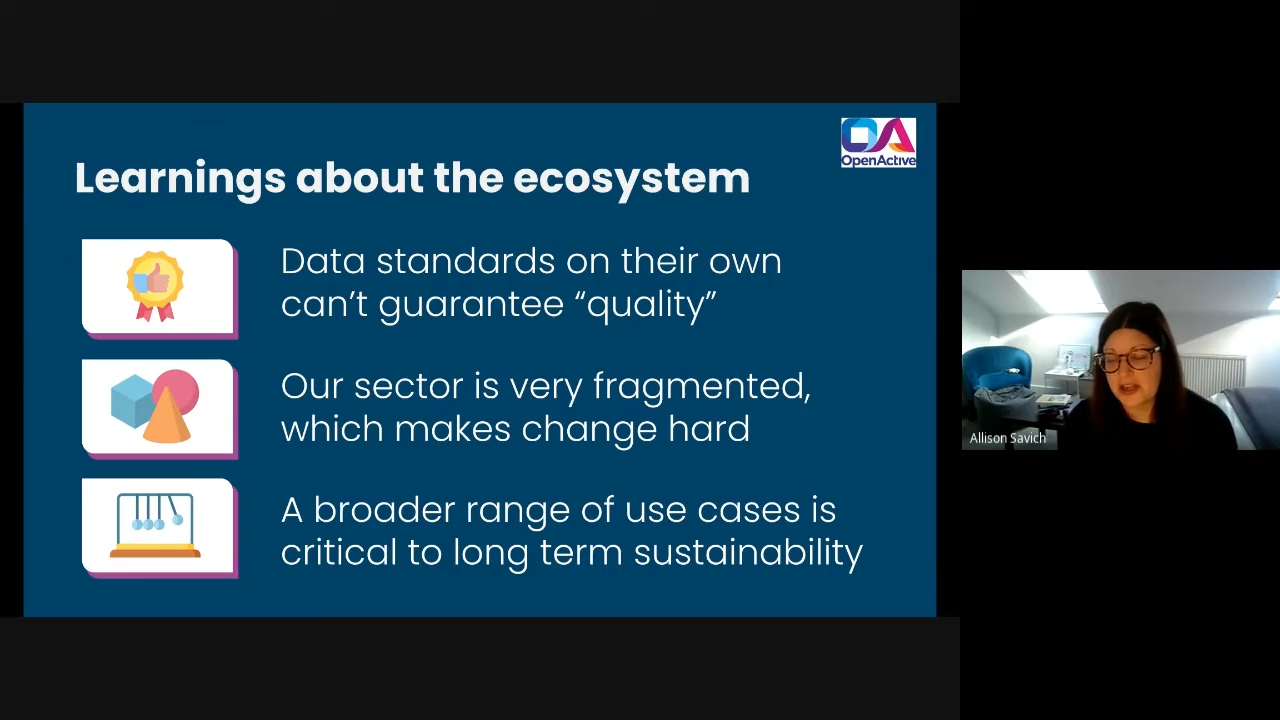 OpenActive
Learnings about the ecosystem
Data standards on their own
can’t guarantee “quality”
Our sector is very fragmented,
which makes change hard
A broader range of use cases is
critical to long term sustainability
Allison Savich